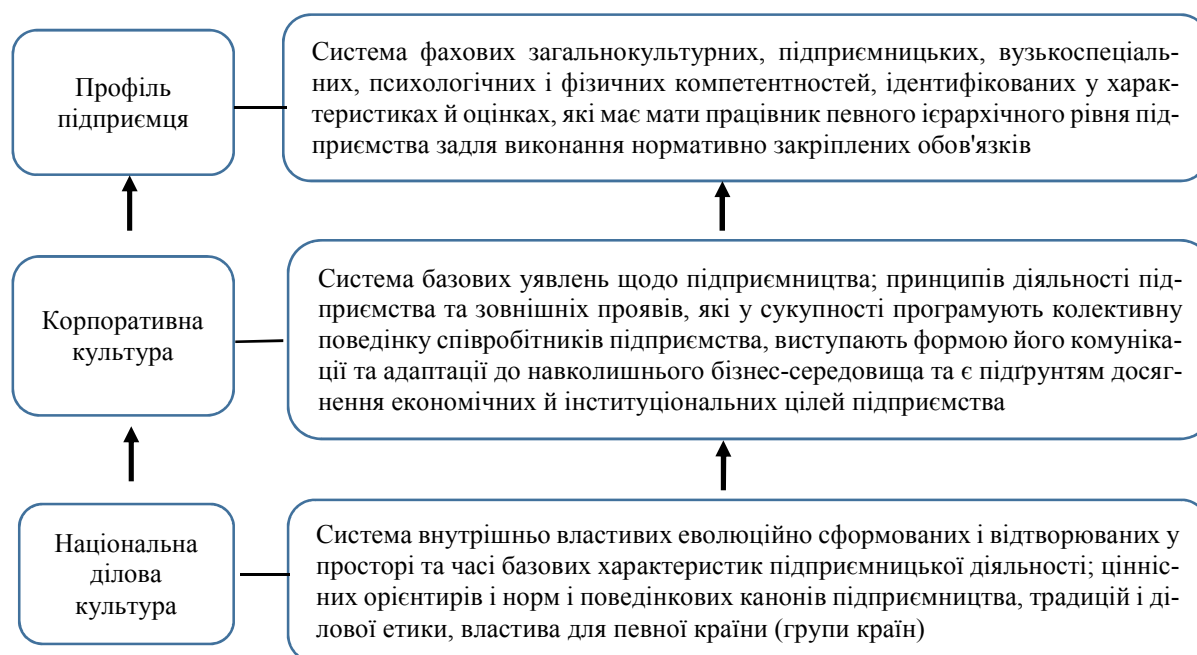 Профіль
підприємця
Система фахових загальнокультурних, підприємницьких, вузькоспеціаль-
них, психологічних і фізичних компетентностей, ідентифікованих у харак-
теристиках й оцінках, які має мати працівник певного ієрархічного рівня під-
приємства задля виконання нормативно закріплених обов'язків
Корпоративна
культура
Система базових уявлень щодо підприємництва; принципів діяльності під-
приємства та зовнішніх проявів, які у сукупності програмують колективну
поведінку співробітників підприємства, виступають формою його комуніка-
ції та адаптації до навколишнього бізнес-середовища та є підґрунтям досяг-
нення економічних й інституціональних цілей підприємства
Національна
ділова
культура
Система внутрішньо властивих еволюційно сформованих і відтворюваних у
просторі та часі базових характеристик підприємницької діяльності; ціннісс-
них орієнтирів і норм і поведінкових канонів підприємництва, традицій і ді-
лової етики, властива для певної країни (групи країн)